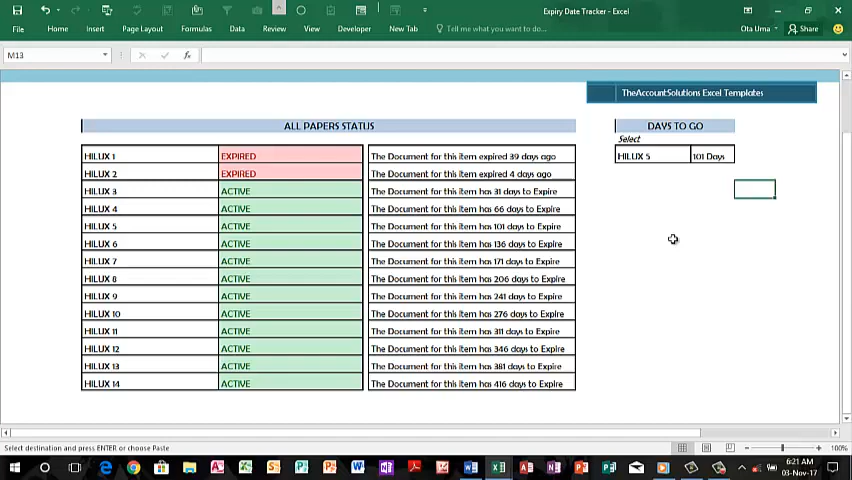 Expiry Date Tracker - Excel
File Home Insert Page Layout Formulas Data Review View Developer New Tab Tell me what you want to do... Ota Uma Share
M13 fx
TheAccountSolutions Excel Templates
ALL PAPERS STATUS DAYS TO GO
Select
HILUX 1 EXPIRED The Document for this item expired 39 days ago HILUX 5 101 Days
HILUX 2 EXPIRED The Document for this item expired 4 days ago
HILUX 3 ACTIVE The Document for this item has 31 days to Expire
HILUX 4 ACTIVE The Document for this item has 66 days to Expire
HILUX 5 ACTIVE The Document for this item has 101 days to Expire
HILUX 6 ACTIVE The Document for this item has 136 days to Expire
HILUX 7 ACTIVE The Document for this item has 171 days to Expire
HILUX 8 ACTIVE The Document for this item has 206 days to Expire
HILUX 9 ACTIVE The Document for this item has 241 days to Expire
HILUX 10 ACTIVE The Document for this item has 276 days to Expire
HILUX 11 ACTIVE The Document for this item has 311 days to Expire
HILUX 12 ACTIVE The Document for this item has 346 days to Expire
HILUX 13 ACTIVE The Document for this item has 381 days to Expire
HILUX 14 ACTIVE The Document for this item has 416 days to Expire
Select destination and press ENTER or choose Paste 100%
6:21 AM
03-Nov-17